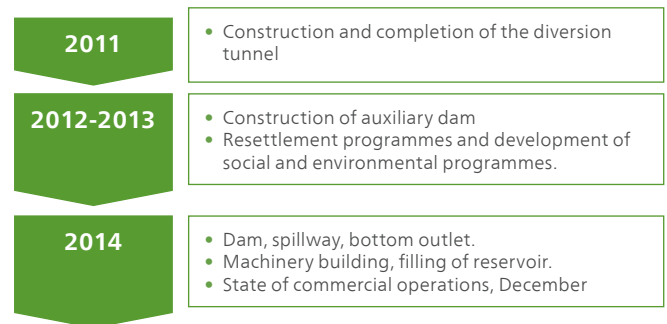 2011
• Construction and completion of the diversion
tunnel
2012-2013
• Construction of auxiliary dam
• Resettlement programmes and development of
social and environmental programmes.
2014
• Dam, spillway, bottom outlet.
• Machinery building, filling of reservoir.
• State of commercial operations, December